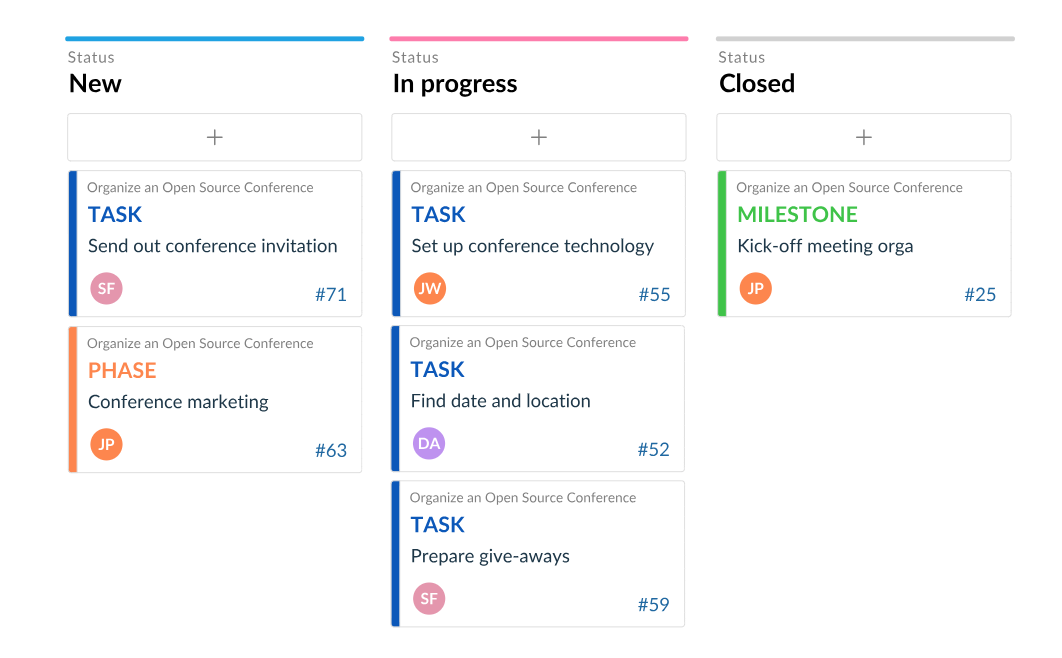 Status
New
+
Organize an Open Source Conference
TASK
Send out conference invitation
SF
#71
Organize an Open Source Conference
PHASE
Conference marketing
JP
#63
Status
In progress
+
Organize an Open Source Conference
TASK
Set up conference technology
JW
#55
Organize an Open Source Conference
TASK
Find date and location
DA
#52
Organize an Open Source Conference
TASK
Prepare give-aways
SF
#59
Status
Closed
+
Organize an Open Source Conference
MILESTONE
Kick-off meeting orga
JP
#25